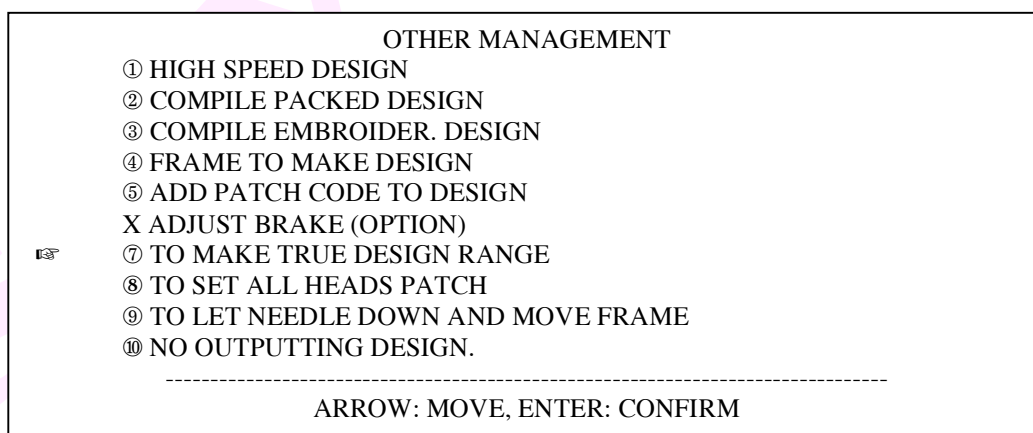 OTHER MANAGEMENT
① HIGH SPEED DESIGN
② COMPILE PACKED DESIGN
③ COMPILE EMBROIDER. DESIGN
④ FRAME TO MAKE DESIGN
⑤ ADD PATCH CODE TO DESIGN
X ADJUST BRAKE (OPTION)
☞ ⑦ TO MAKE TRUE DESIGN RANGE
⑧ TO SET ALL HEADS PATCH
⑨ TO LET NEEDLE DOWN AND MOVE FRAME
⑩ NO OUTPUTTING DESIGN.
--------------------------------------------------------------------------------
ARROW: MOVE, ENTER: CONFIRM